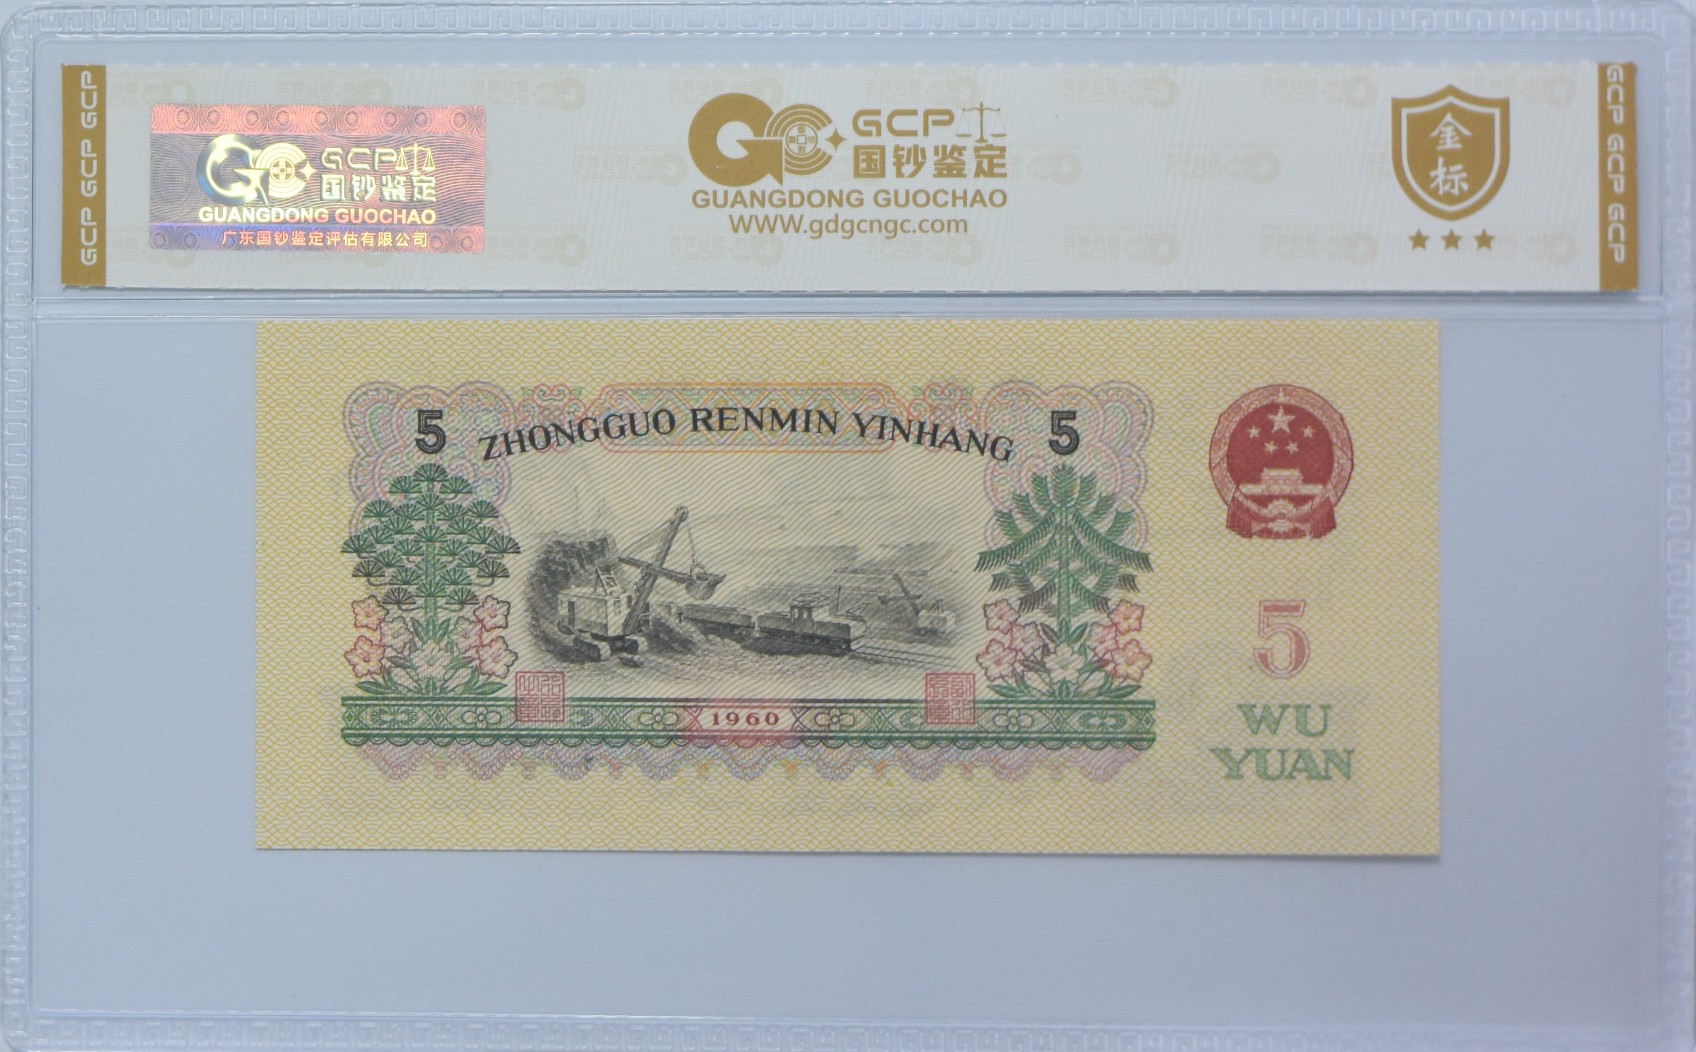 GCP GCP GCP
GCP
国钞鉴定
GUANGDONG GUOCHAO
广东国钞鉴定评估有限公司
GCP
国钞鉴定
GUANGDONG GUOCHAO
WWW.gdgcngc.com
金
标
GCP GCP GCP
5 ZHONGGUO RENMIN YINHANG 5
5
1960
WU
YUAN